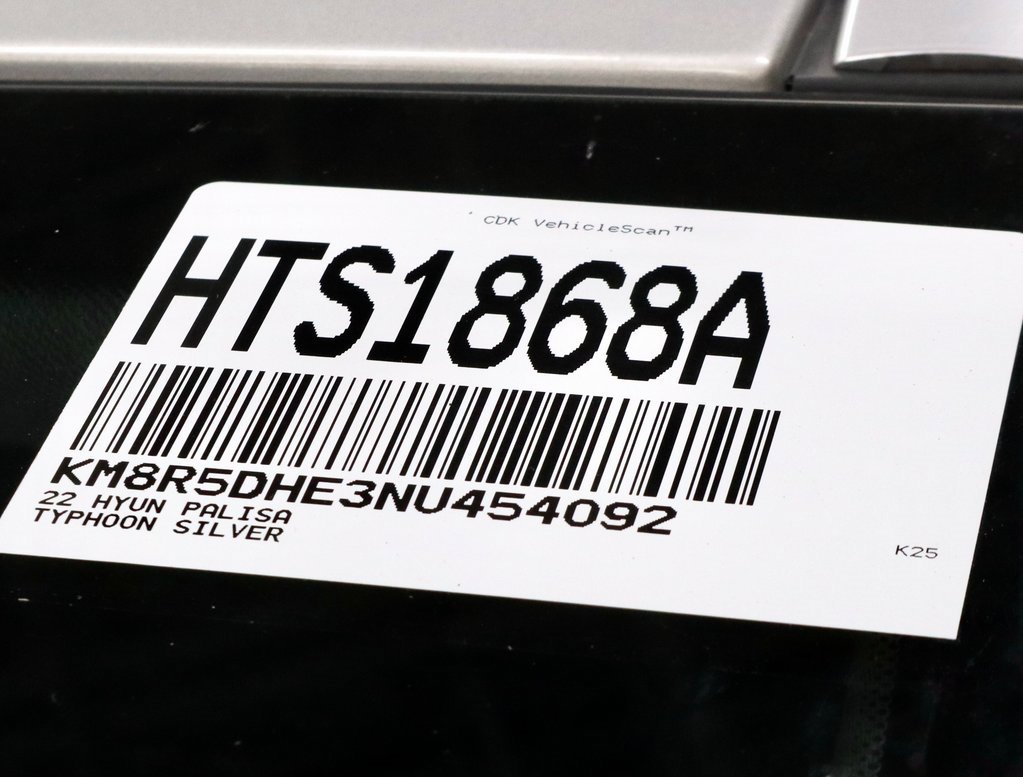 CDK VehicleScan™
HTS1868A
KM8R5DHE3NU454092
22 HYUN PALISA
TYPHOON SILVER
K25